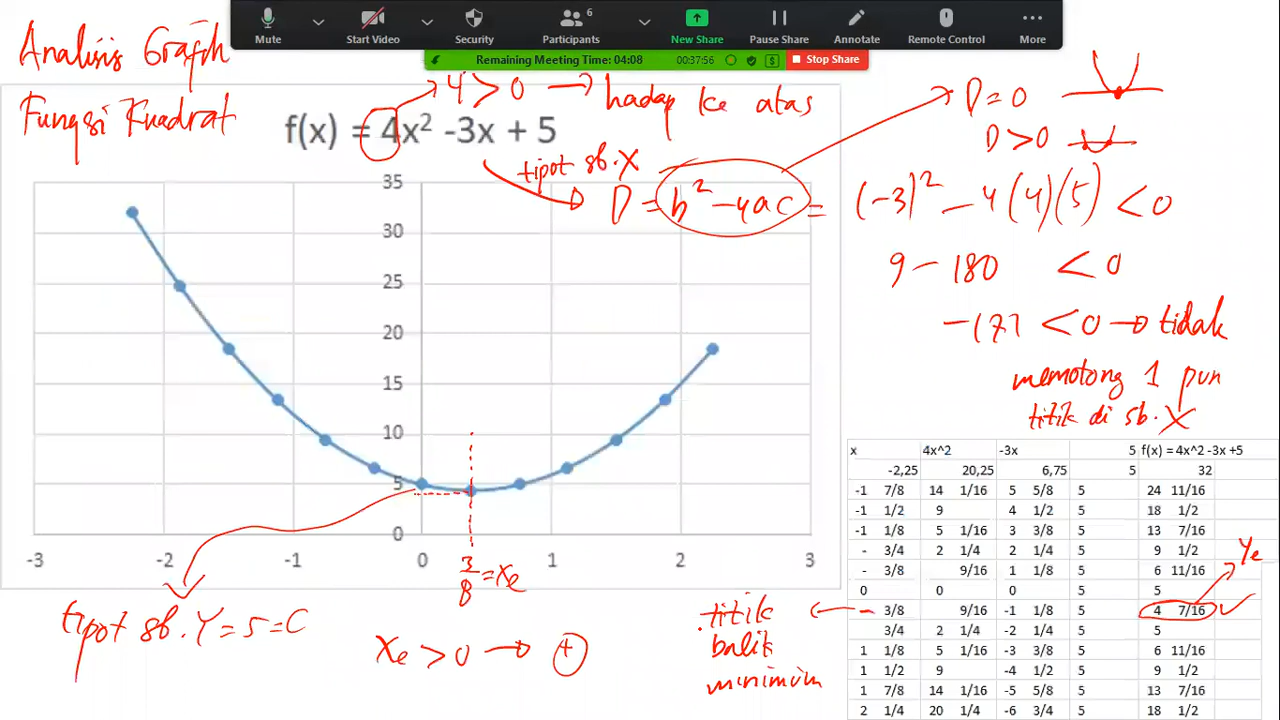 Mute
Start Video
Security
Participants
6
New Share
Pause Share
Annotate
Remote Control
More
Remaining Meeting Time: 04:08
00:37:56
Stop Share
Analisis Graph
Fungsi Kuadrat
4 > 0 → hadap ke atas
f(x) = 4x² -3x + 5
tipot sb. X
D = b² - 4ac = (-3)² - 4(4)(5) < 0
D = 0
D > 0
9 - 180 < 0
-171 < 0 → tidak
memotong 1 pun
titik di sb. X
35
30
25
20
15
10
5
0
-3 -2 -1 0 1 2 3
3/8 = xe
tipot sb. Y = 5 = C
xe > 0 → +
titik
balik
minimum
Ye
x 4x^2 -3x 5 f(x) = 4x^2 -3x +5
-2,25 20,25 6,75 5 32
-1 7/8 14 1/16 5 5/8 5 24 11/16
-1 1/2 9 4 1/2 5 18 1/2
-1 1/8 5 1/16 3 3/8 5 13 7/16
- 3/4 2 1/4 2 1/4 5 9 1/2
- 3/8 9/16 1 1/8 5 6 11/16
0 0 0 5 5
3/8 9/16 -1 1/8 5 4 7/16
3/4 2 1/4 -2 1/4 5 5
1 1/8 5 1/16 -3 3/8 5 6 11/16
1 1/2 9 -4 1/2 5 9 1/2
1 7/8 14 1/16 -5 5/8 5 13 7/16
2 1/4 20 1/4 -6 3/4 5 18 1/2